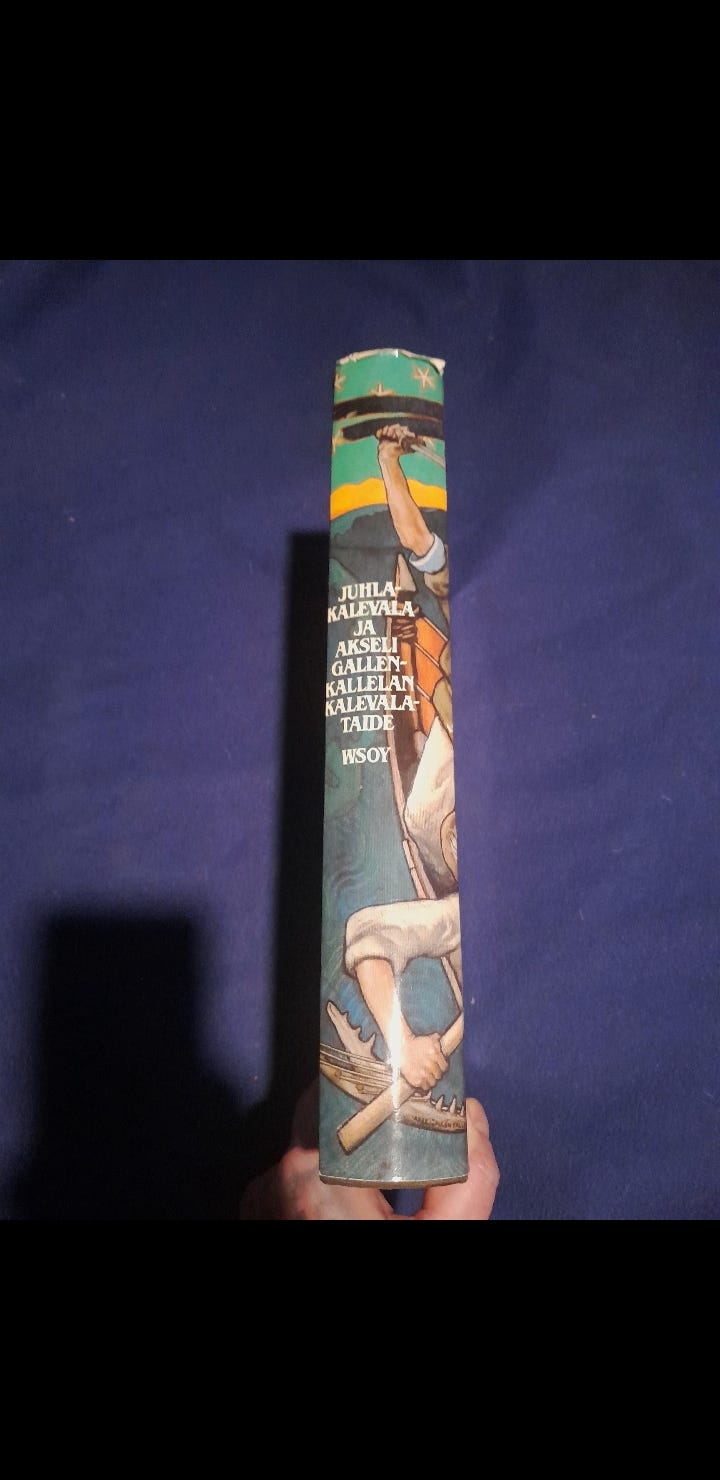 JUHLA-
KALEVALA
JA
AKSELI
GALLEN-
KALLELAN
KALEVALA-
TAIDE
WSOY